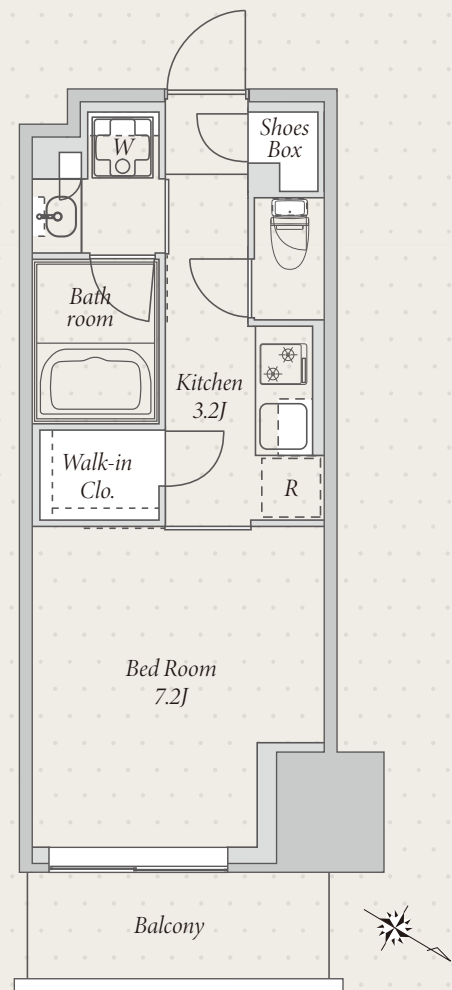 W
Shoes
Box
Bath
room
Kitchen
3.2J
Walk-in
Clo.
R
Bed Room
7.2J
Balcony